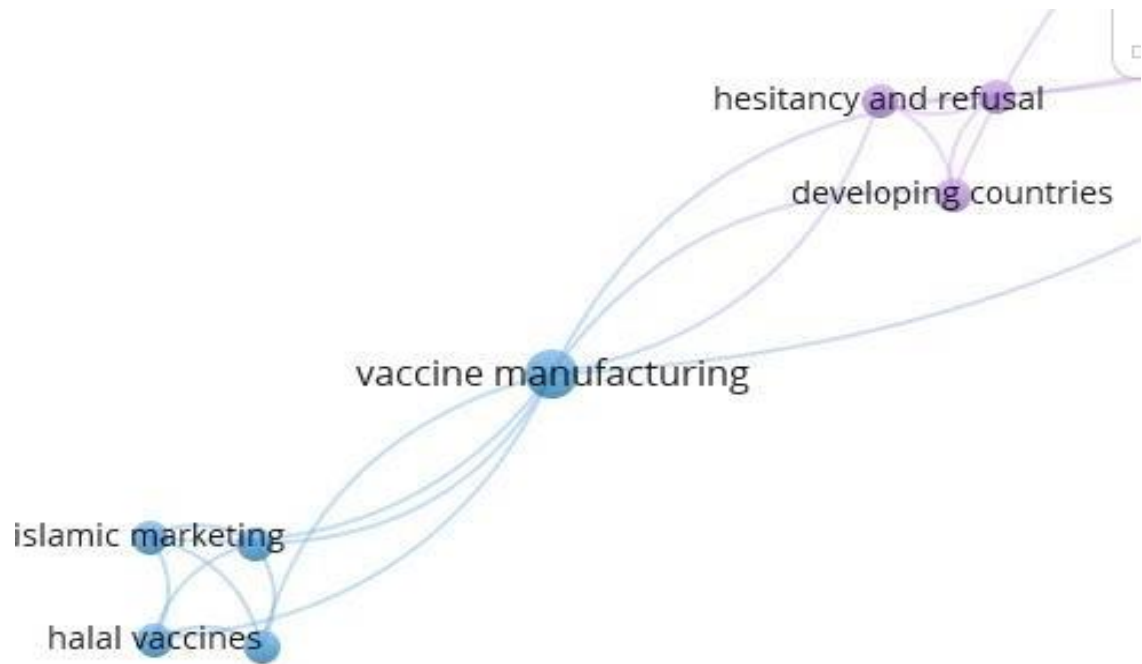 hesitancy and refusal
developing countries
vaccine manufacturing
islamic marketing
halal vaccines